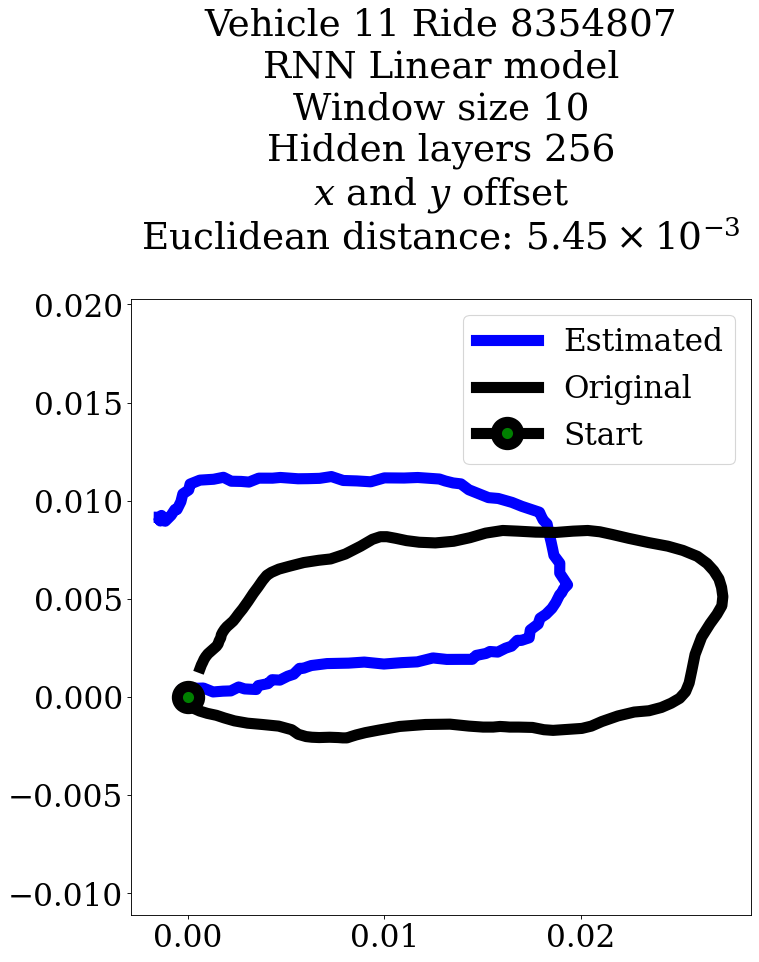 Vehicle 11 Ride 8354807
RNN Linear model
Window size 10
Hidden layers 256
x and y offset
Euclidean distance: 5.45 × 10⁻³
Estimated
Original
Start
0.020
0.015
0.010
0.005
0.000
−0.005
−0.010
0.00 0.01 0.02